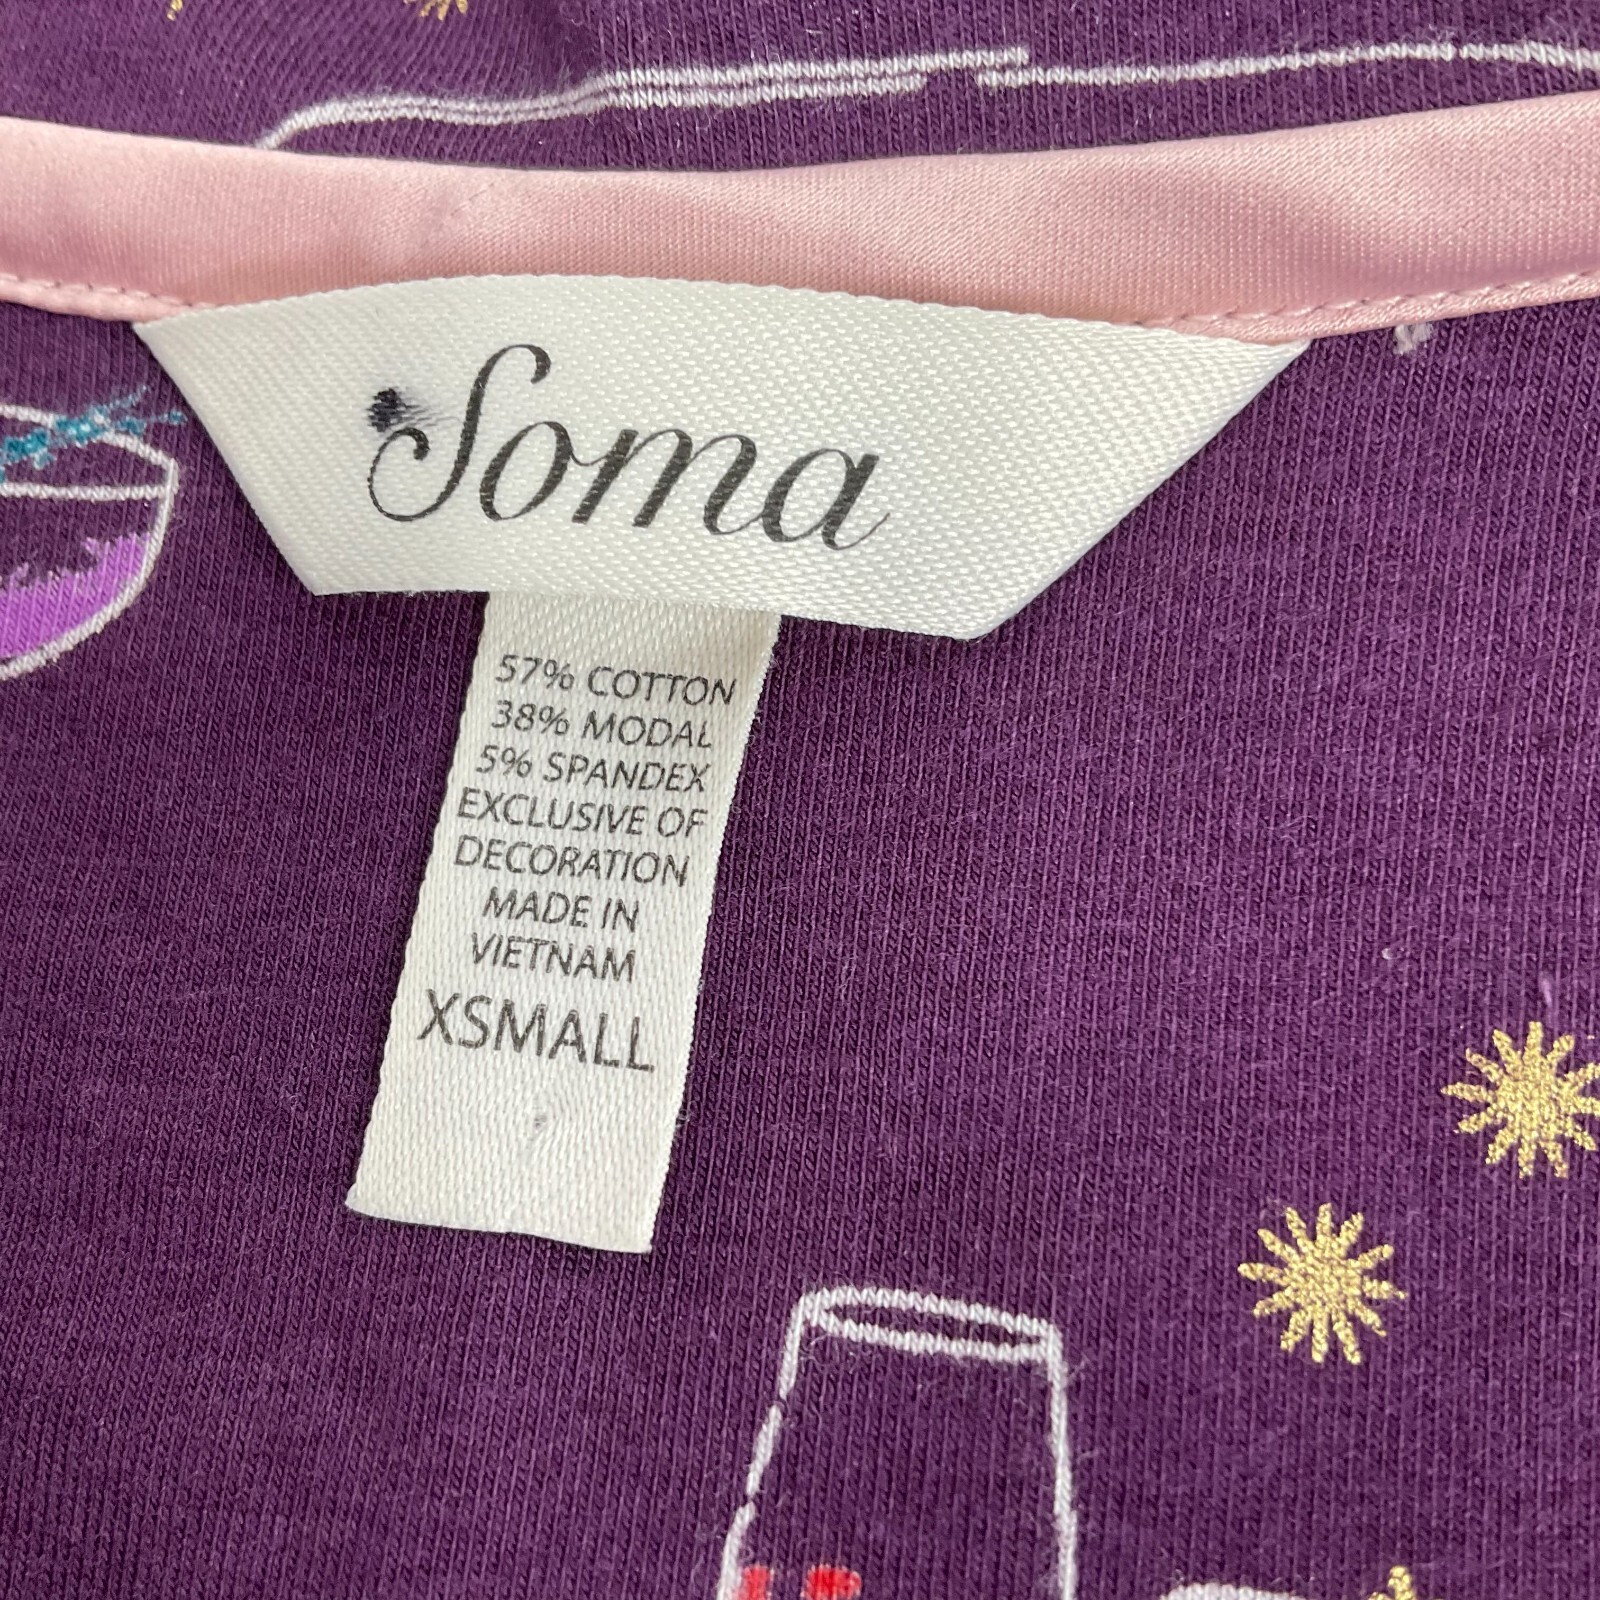 Soma
57% COTTON
38% MODAL
5% SPANDEX
EXCLUSIVE OF
DECORATION
MADE IN
VIETNAM
XSMALL